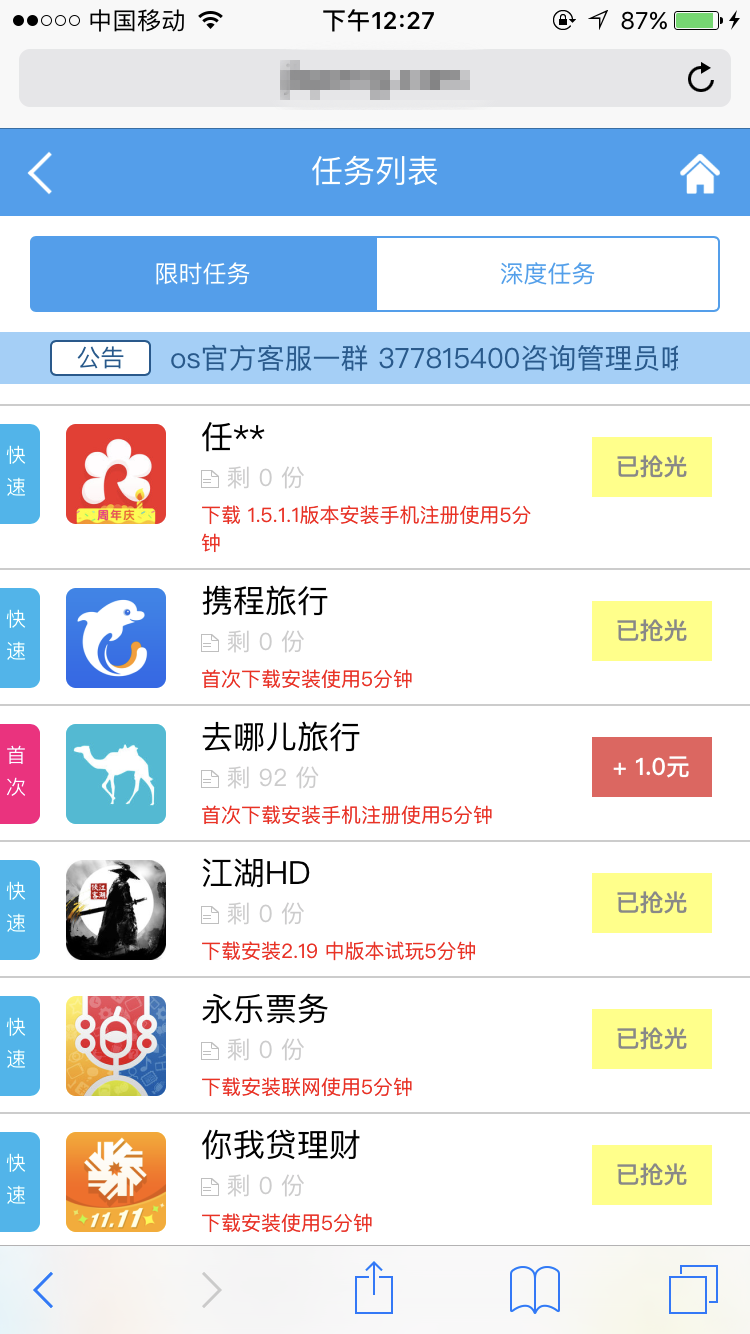 中国移动 下午12:27 87%
任务列表
限时任务 深度任务
公告 os官方客服一群 377815400咨询管理员哦
快速
周年庆
任**
剩 0 份
下载 1.5.1.1版本安装手机注册使用5分
钟
已抢光
快速
携程旅行
剩 0 份
首次下载安装使用5分钟
已抢光
首次
去哪儿旅行
剩 92 份
首次下载安装手机注册使用5分钟
+ 1.0元
快速
江湖HD
剩 0 份
下载安装2.19 中版本试玩5分钟
已抢光
快速
永乐票务
剩 0 份
下载安装联网使用5分钟
已抢光
快速
11.11
你我贷理财
剩 0 份
下载安装使用5分钟
已抢光